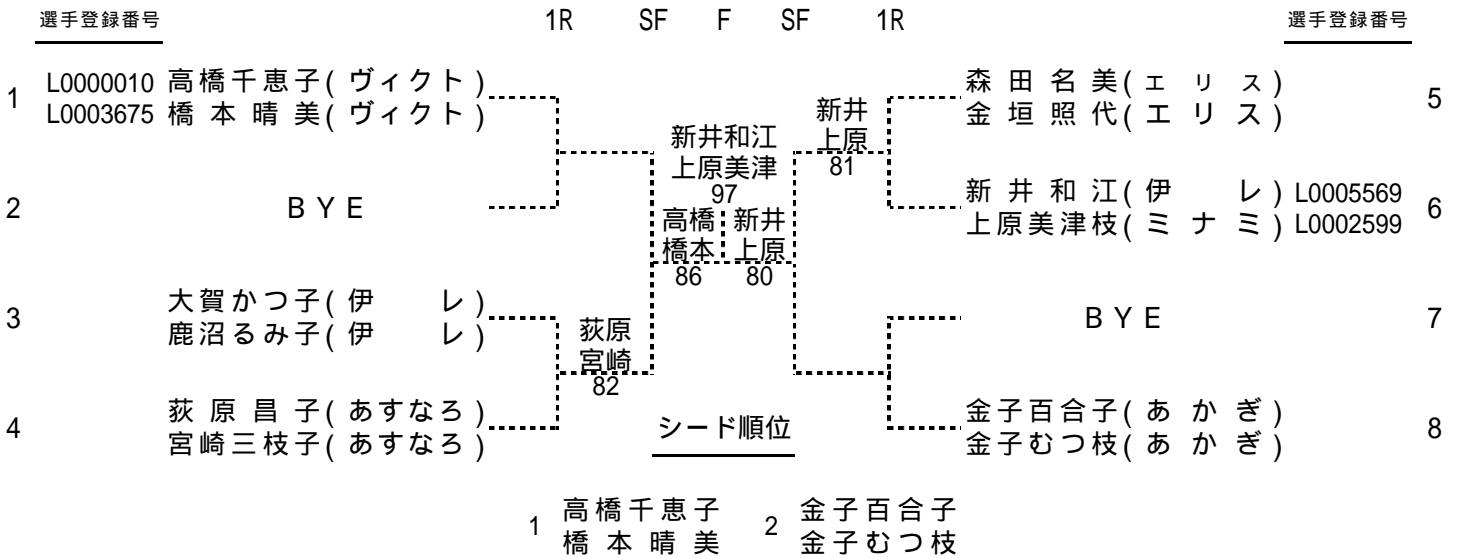 選手登録番号 1R SF F SF 1R 選手登録番号
1 L0000010 高橋千恵子(ヴィクト)
L0003675 橋本晴美(ヴィクト)
2 BYE
3 大賀かつ子(伊 レ)
鹿沼るみ子(伊 レ)
4 荻原昌子(あすなろ)
宮崎三枝子(あすなろ)
荻原
宮崎
82
新井和江
上原美津
97
高橋
橋本
86
新井
上原
80
新井
上原
81
森田名美(エリス) 5
金垣照代(エリス)
新井和江(伊 レ) L0005569 6
上原美津枝(ミナミ) L0002599
BYE 7
金子百合子(あかぎ) 8
金子むつ枝(あかぎ)
シード順位
1 高橋千恵子
橋本晴美
2 金子百合子
金子むつ枝